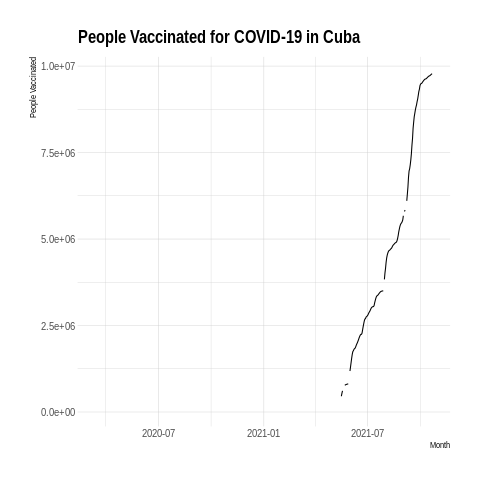 People Vaccinated for COVID-19 in Cuba
People Vaccinated
1.0e+07
7.5e+06
5.0e+06
2.5e+06
0.0e+00
2020-07
2021-01
2021-07
Month